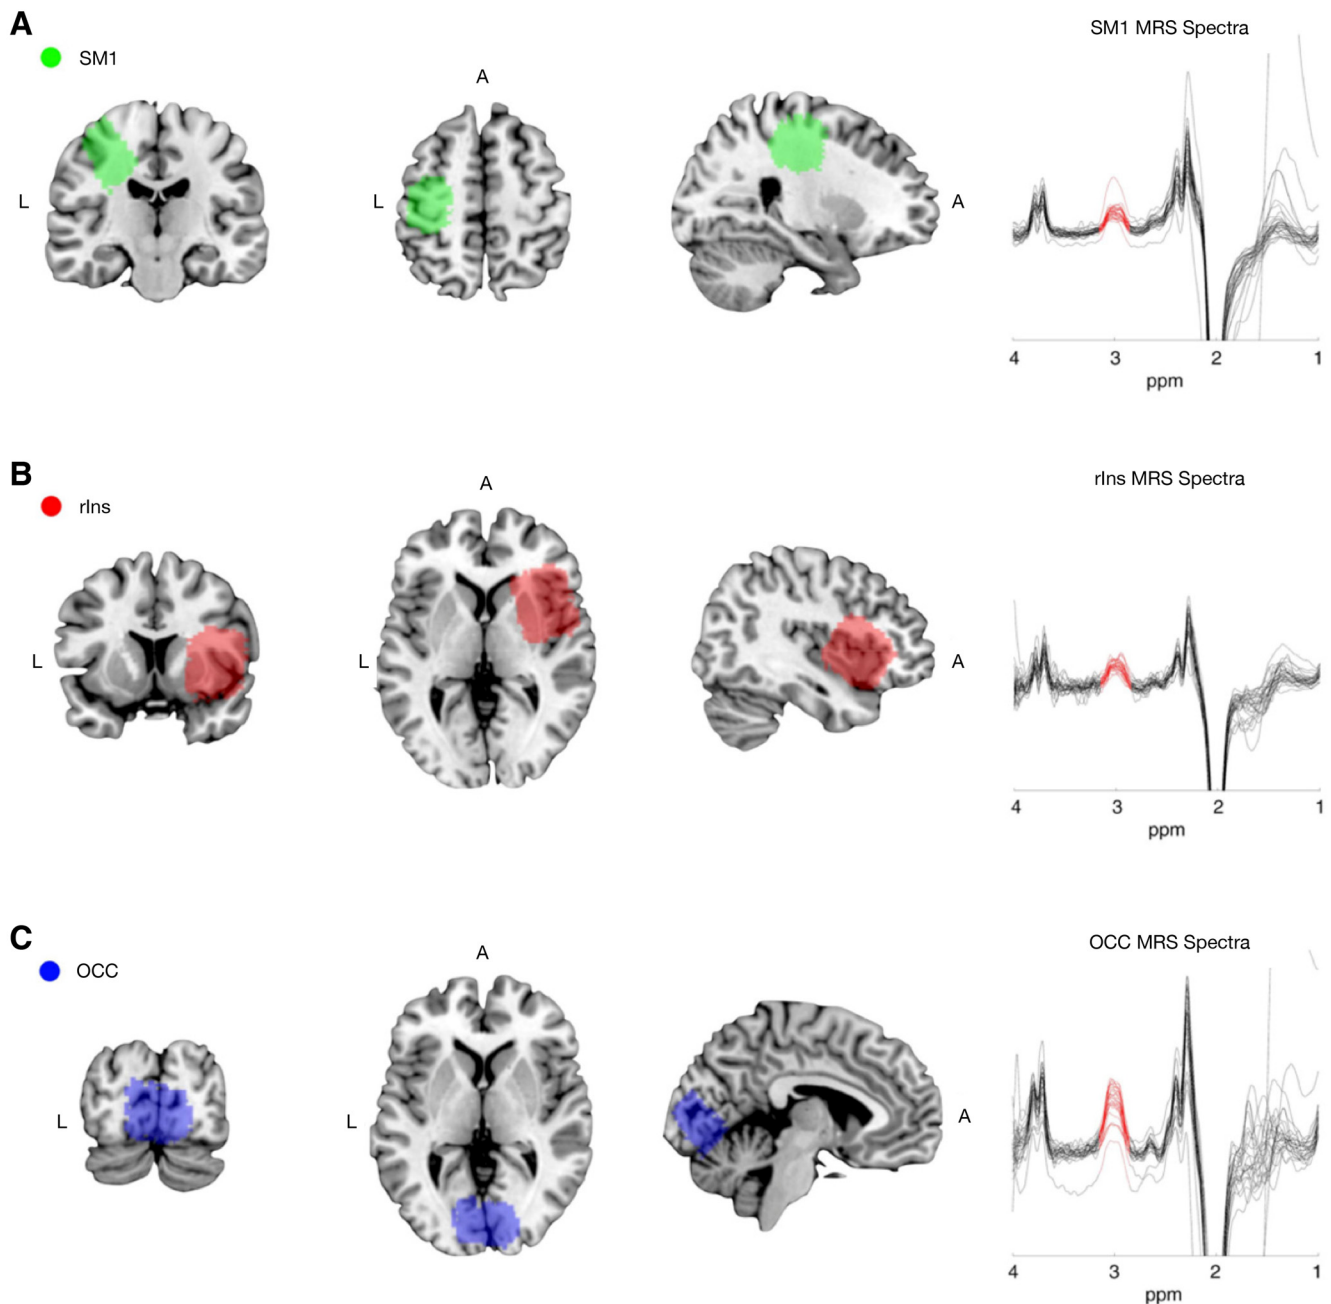 A
SM1
A
L
L
A
SM1 MRS Spectra
4 3 2 1
ppm
B
rIns
A
L
L
A
rIns MRS Spectra
4 3 2 1
ppm
C
OCC
A
L
L
A
OCC MRS Spectra
4 3 2 1
ppm